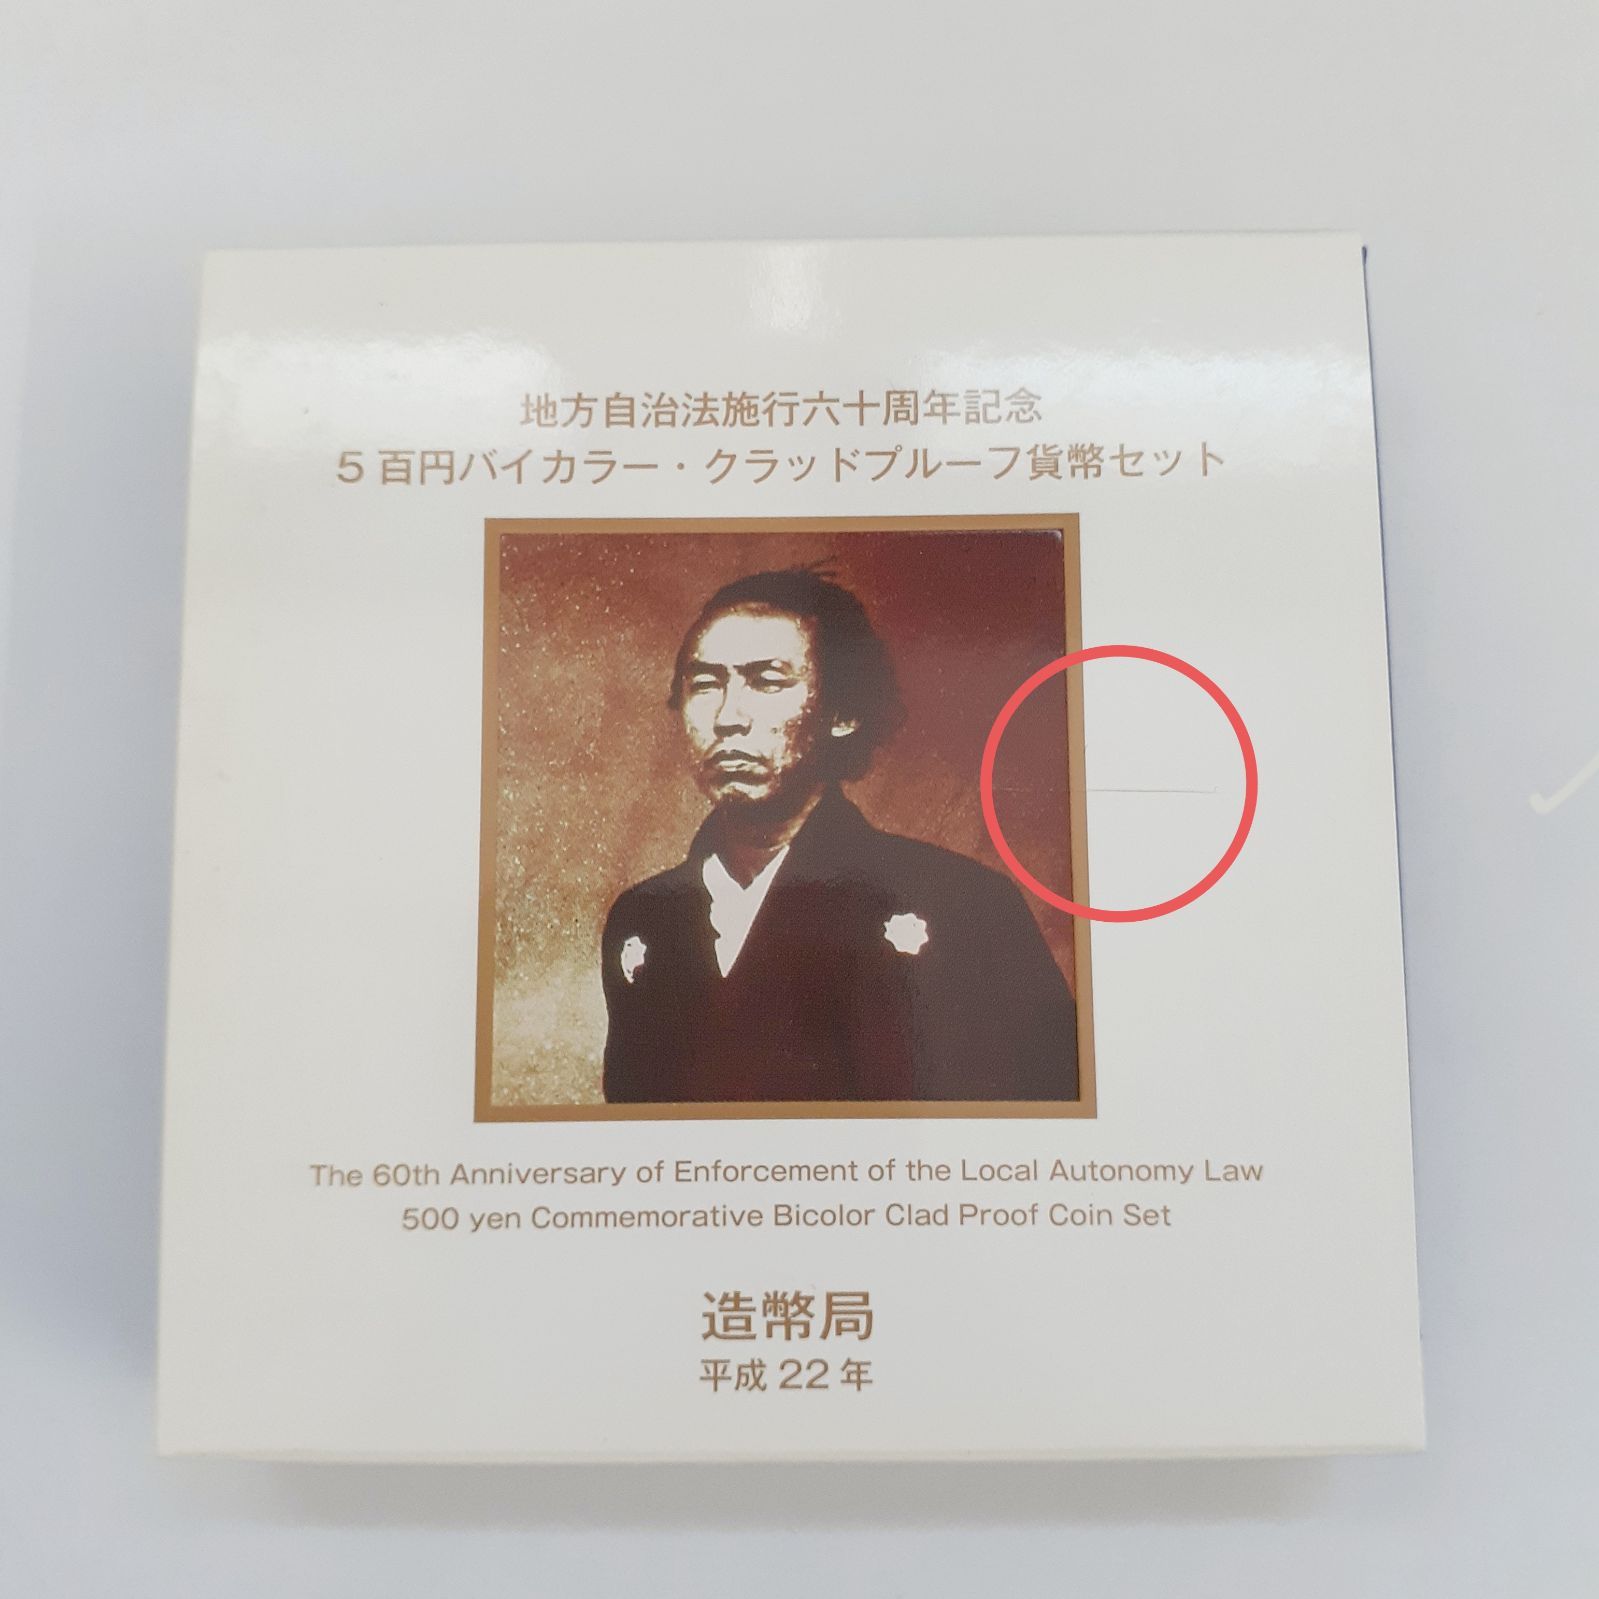 地方自治法施行六十周年記念
5百円バイカラー・クラッドプルーフ貨幣セット
The 60th Anniversary of Enforcement of the Local Autonomy Law
500 yen Commemorative Bicolor Clad Proof Coin Set
造幣局
平成22年